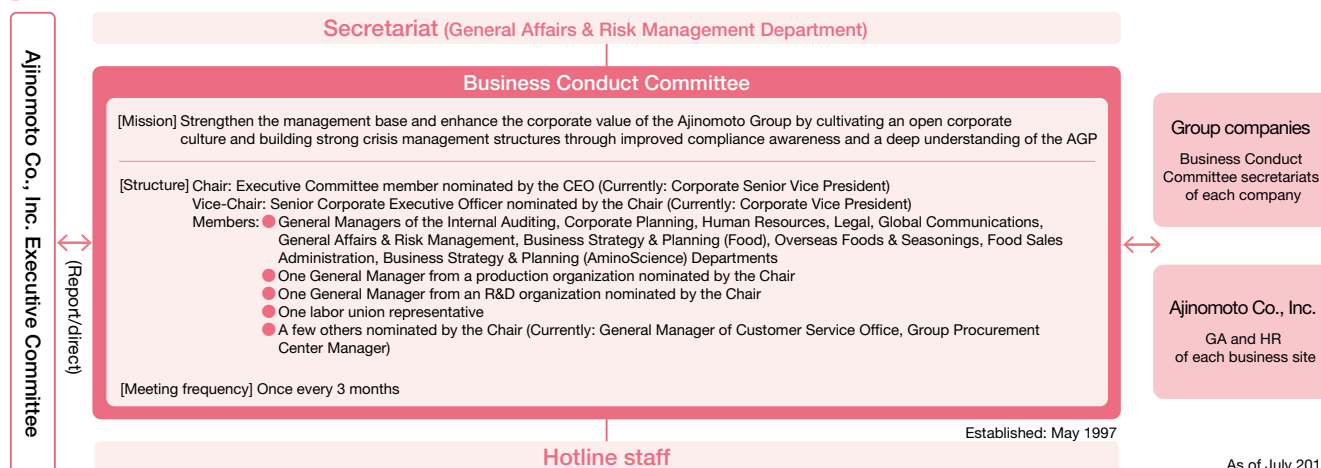 Secretariat (General Affairs & Risk Management Department)
Ajinomoto Co., Inc. Executive Committee
(Report/direct)
Business Conduct Committee
[Mission] Strengthen the management base and enhance the corporate value of the Ajinomoto Group by cultivating an open corporate
culture and building strong crisis management structures through improved compliance awareness and a deep understanding of the AGP
[Structure] Chair: Executive Committee member nominated by the CEO (Currently: Corporate Senior Vice President)
Vice-Chair: Senior Corporate Executive Officer nominated by the Chair (Currently: Corporate Vice President)
Members: ● General Managers of the Internal Auditing, Corporate Planning, Human Resources, Legal, Global Communications,
General Affairs & Risk Management, Business Strategy & Planning (Food), Overseas Foods & Seasonings, Food Sales
Administration, Business Strategy & Planning (AminoScience) Departments
● One General Manager from a production organization nominated by the Chair
● One General Manager from an R&D organization nominated by the Chair
● One labor union representative
● A few others nominated by the Chair (Currently: General Manager of Customer Service Office, Group Procurement
Center Manager)
[Meeting frequency] Once every 3 months
Group companies
Business Conduct
Committee secretariats
of each company
Ajinomoto Co., Inc.
GA and HR
of each business site
Established: May 1997
Hotline staff
As of July 201